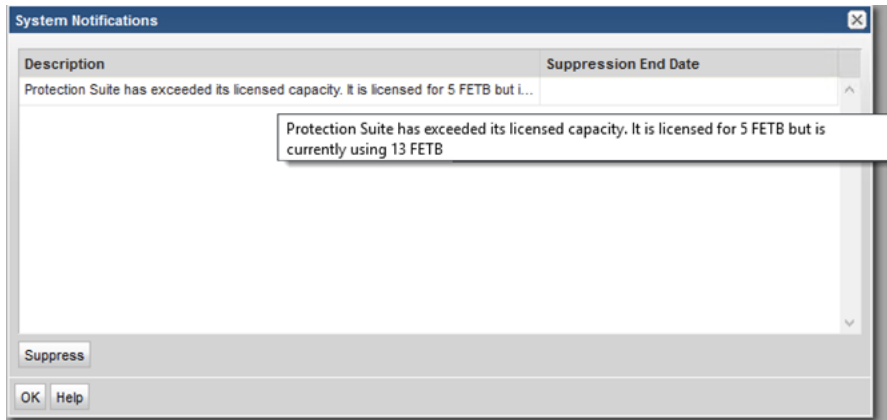 System Notifications
Description Suppression End Date
Protection Suite has exceeded its licensed capacity. It is licensed for 5 FETB but i...
Protection Suite has exceeded its licensed capacity. It is licensed for 5 FETB but is
currently using 13 FETB
Suppress
OK Help